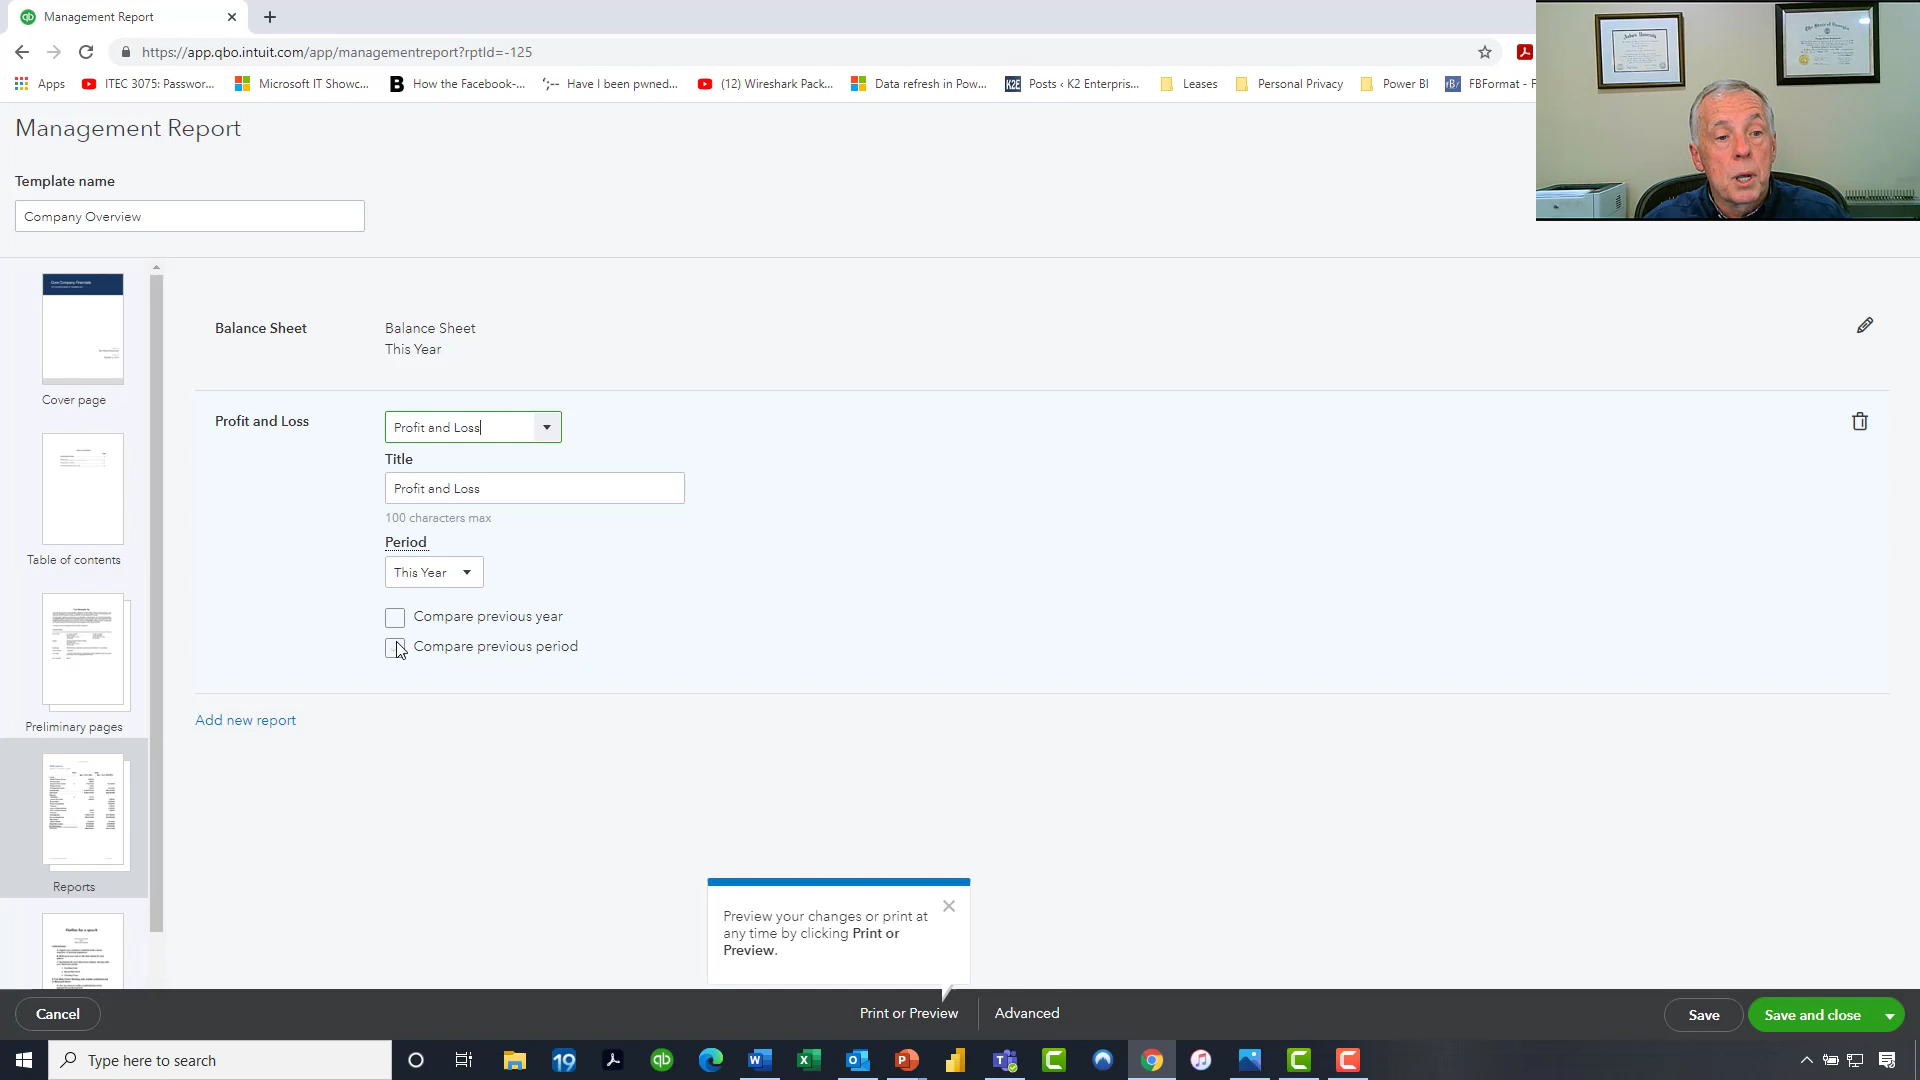 Management Report
https://app.qbo.intuit.com/app/managementreport?rptId=-125
Apps
ITEC 3075: Passwor...
Microsoft IT Showc...
How the Facebook-...
Have I been pwned...
(12) Wireshark Pack...
Data refresh in Pow...
Posts ‹ K2 Enterpris...
Leases
Personal Privacy
Power BI
FBFormat - F
Management Report
Template name
Company Overview
Cover page
Table of contents
Preliminary pages
Reports
Balance Sheet
Balance Sheet
This Year
Profit and Loss
Profit and Loss
Title
Profit and Loss
100 characters max
Period
This Year
Compare previous year
Compare previous period
Add new report
Preview your changes or print at
any time by clicking Print or
Preview.
Cancel
Print or Preview
Advanced
Save
Save and close
Type here to search